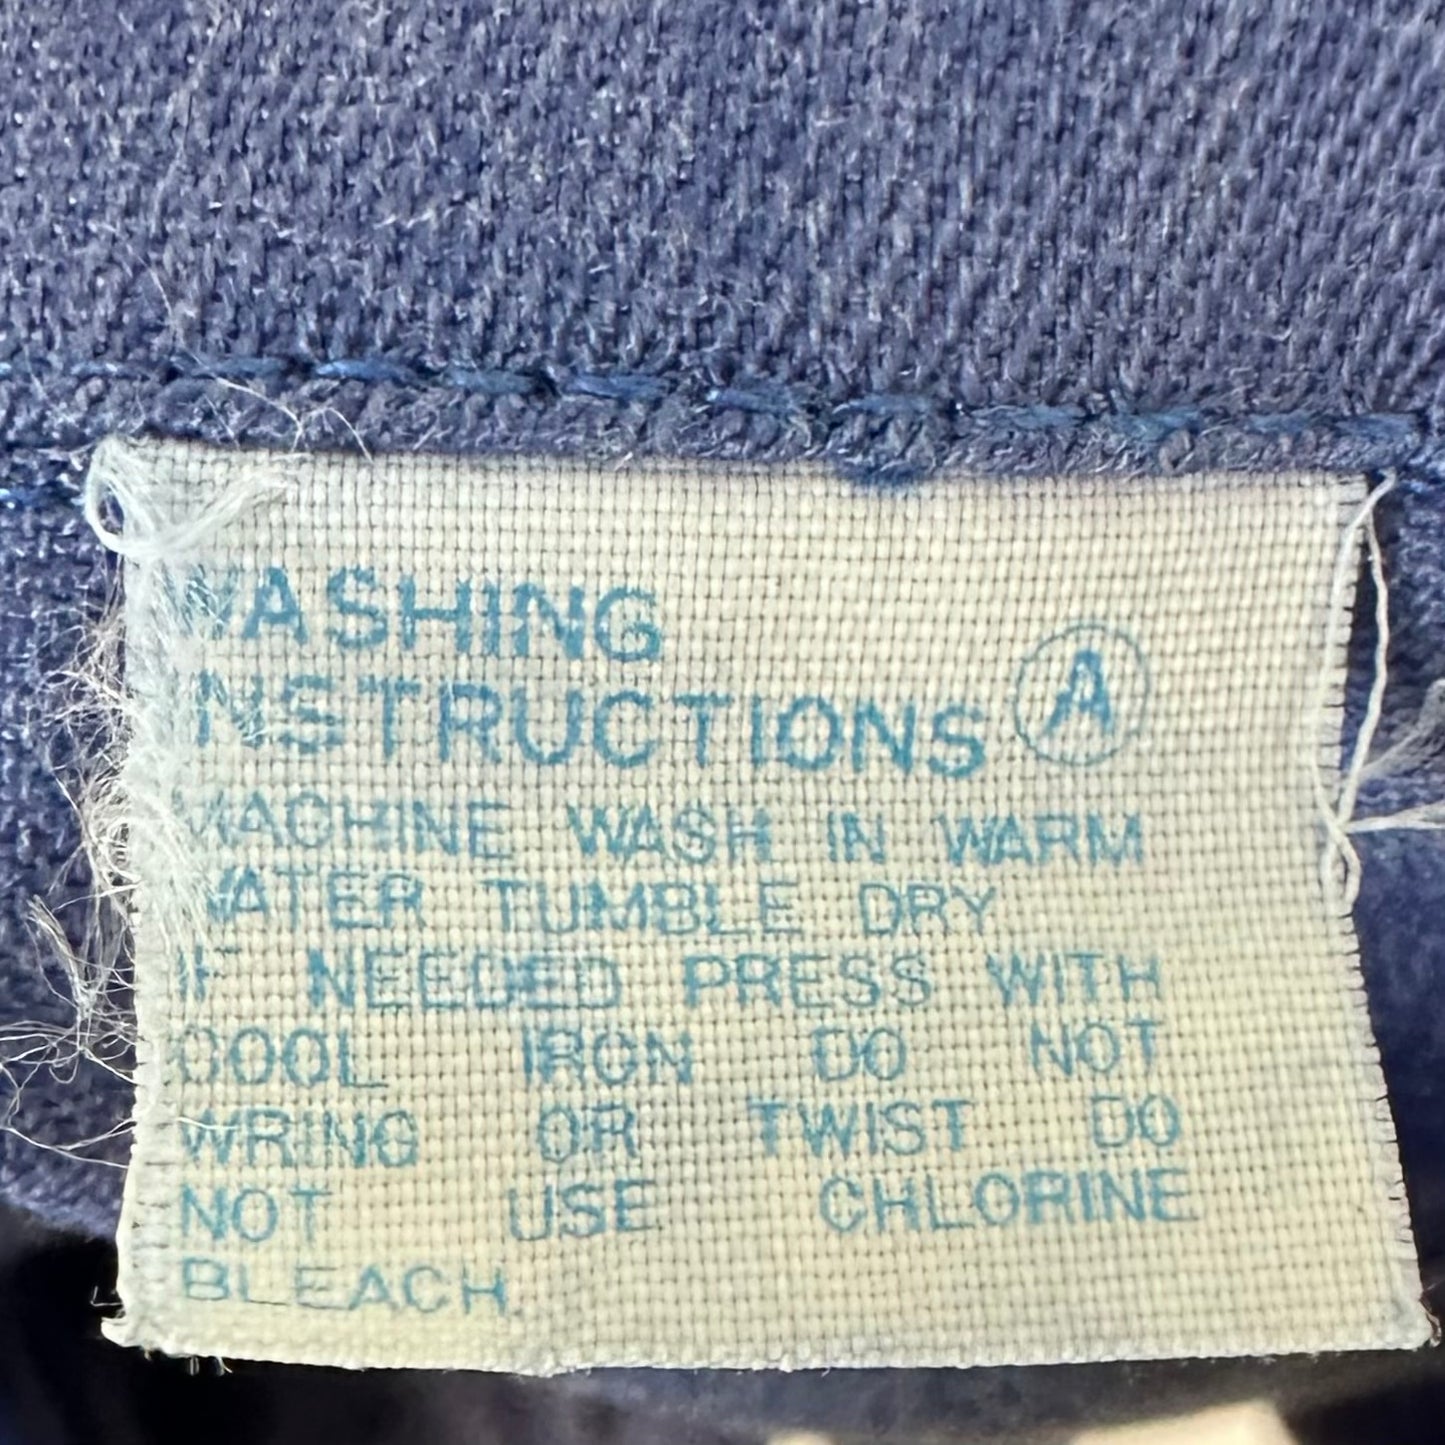 WASHING
INSTRUCTIONS A
MACHINE WASH IN WARM
WATER TUMBLE DRY
IF NEEDED PRESS WITH
COOL IRON DO NOT
WRING OR TWIST DO
NOT USE CHLORINE
BLEACH.